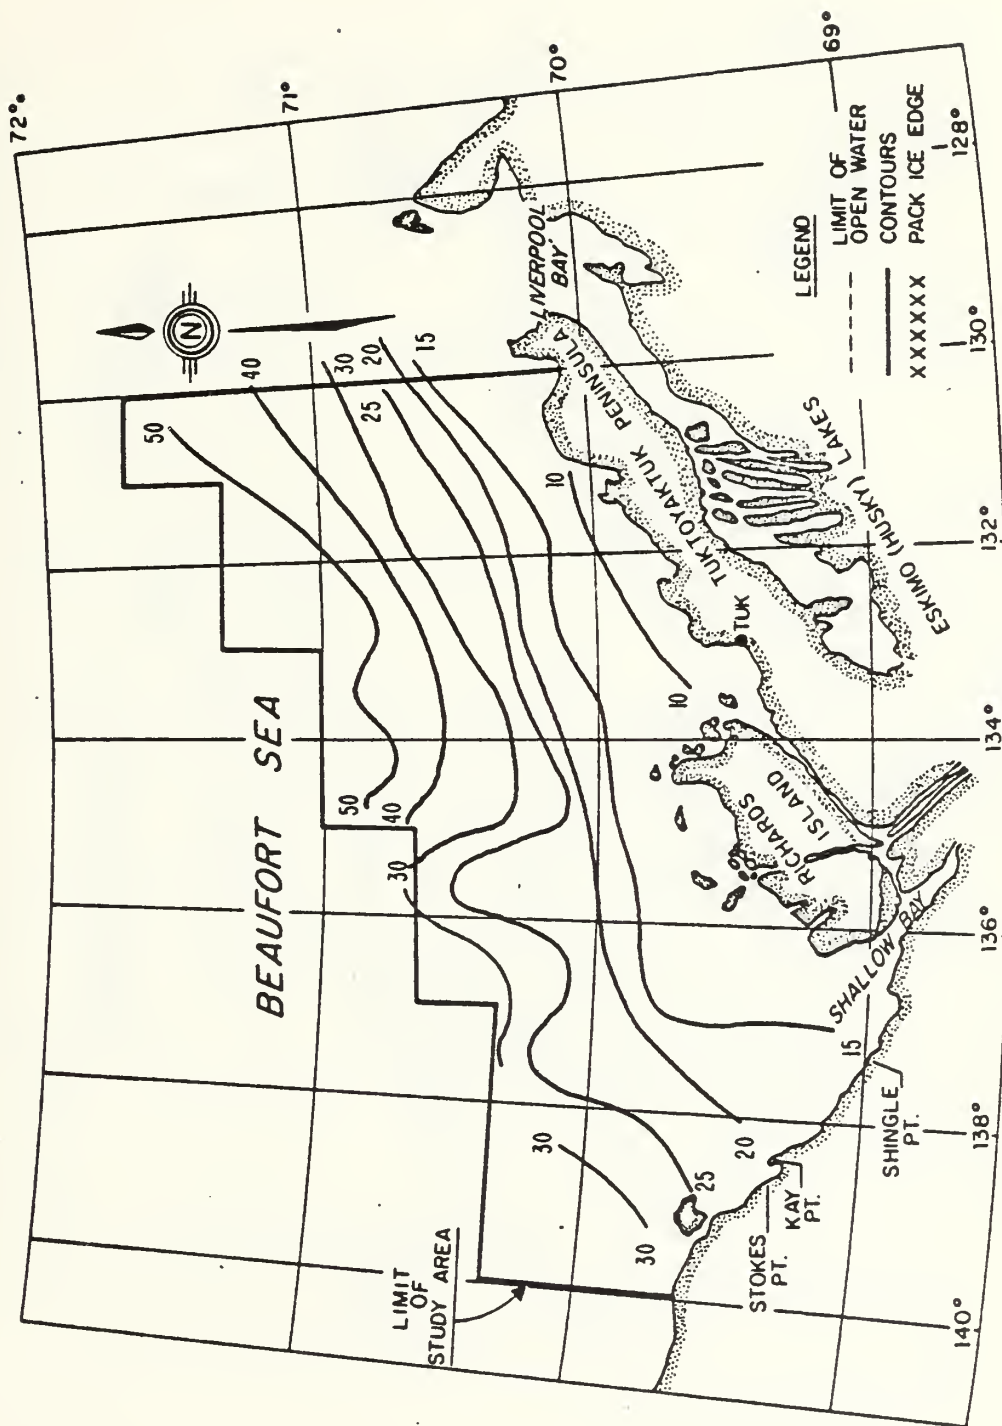 72°
71°
70°
69°
N
BEAUFORT SEA
LIMIT
OF
STUDY AREA
50
40
30
25
20
15
10
50
40
30
10
30
30
25
20
15
LIVERPOOL
BAY
TUKTOYAKTUK PENINSULA
TUK
ESKIMO (HUSKY) LAKES
RICHARDS
ISLAND
SHALLOW BAY
SHINGLE
PT.
KAY
PT.
STOKES
PT.
LEGEND
LIMIT OF
OPEN WATER
CONTOURS
XXXXX PACK ICE EDGE
140°
138°
136°
134°
132°
130°
128°